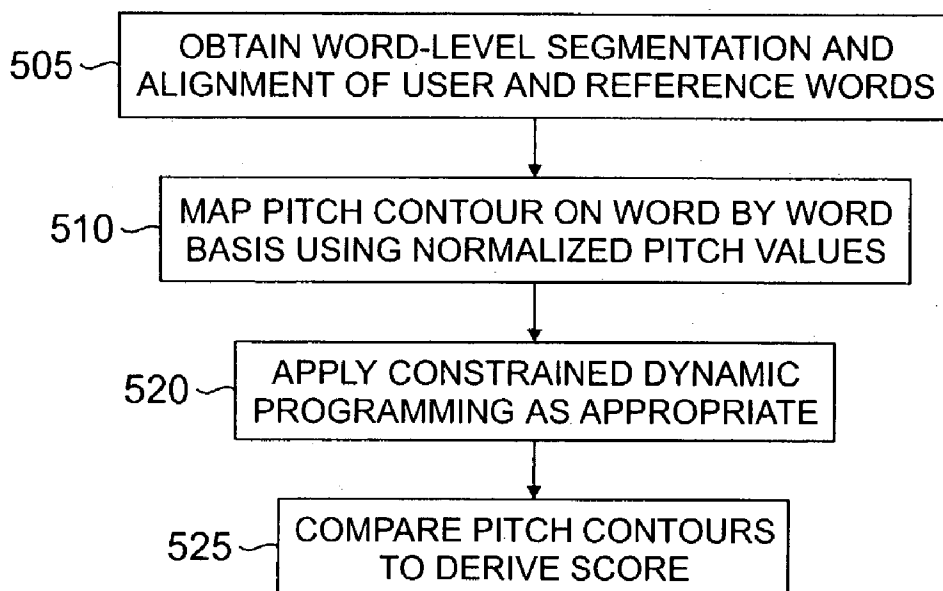 505
OBTAIN WORD-LEVEL SEGMENTATION AND
ALIGNMENT OF USER AND REFERENCE WORDS
510
MAP PITCH CONTOUR ON WORD BY WORD
BASIS USING NORMALIZED PITCH VALUES
520
APPLY CONSTRAINED DYNAMIC
PROGRAMMING AS APPROPRIATE
525
COMPARE PITCH CONTOURS
TO DERIVE SCORE